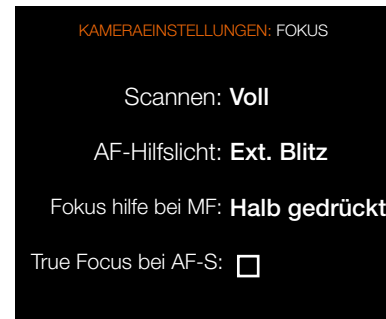 KAMERAEINSTELLUNGEN: FOKUS
Scannen: Voll
AF-Hilfslicht: Ext. Blitz
Fokus hilfe bei MF: Halb gedrückt
True Focus bei AF-S: